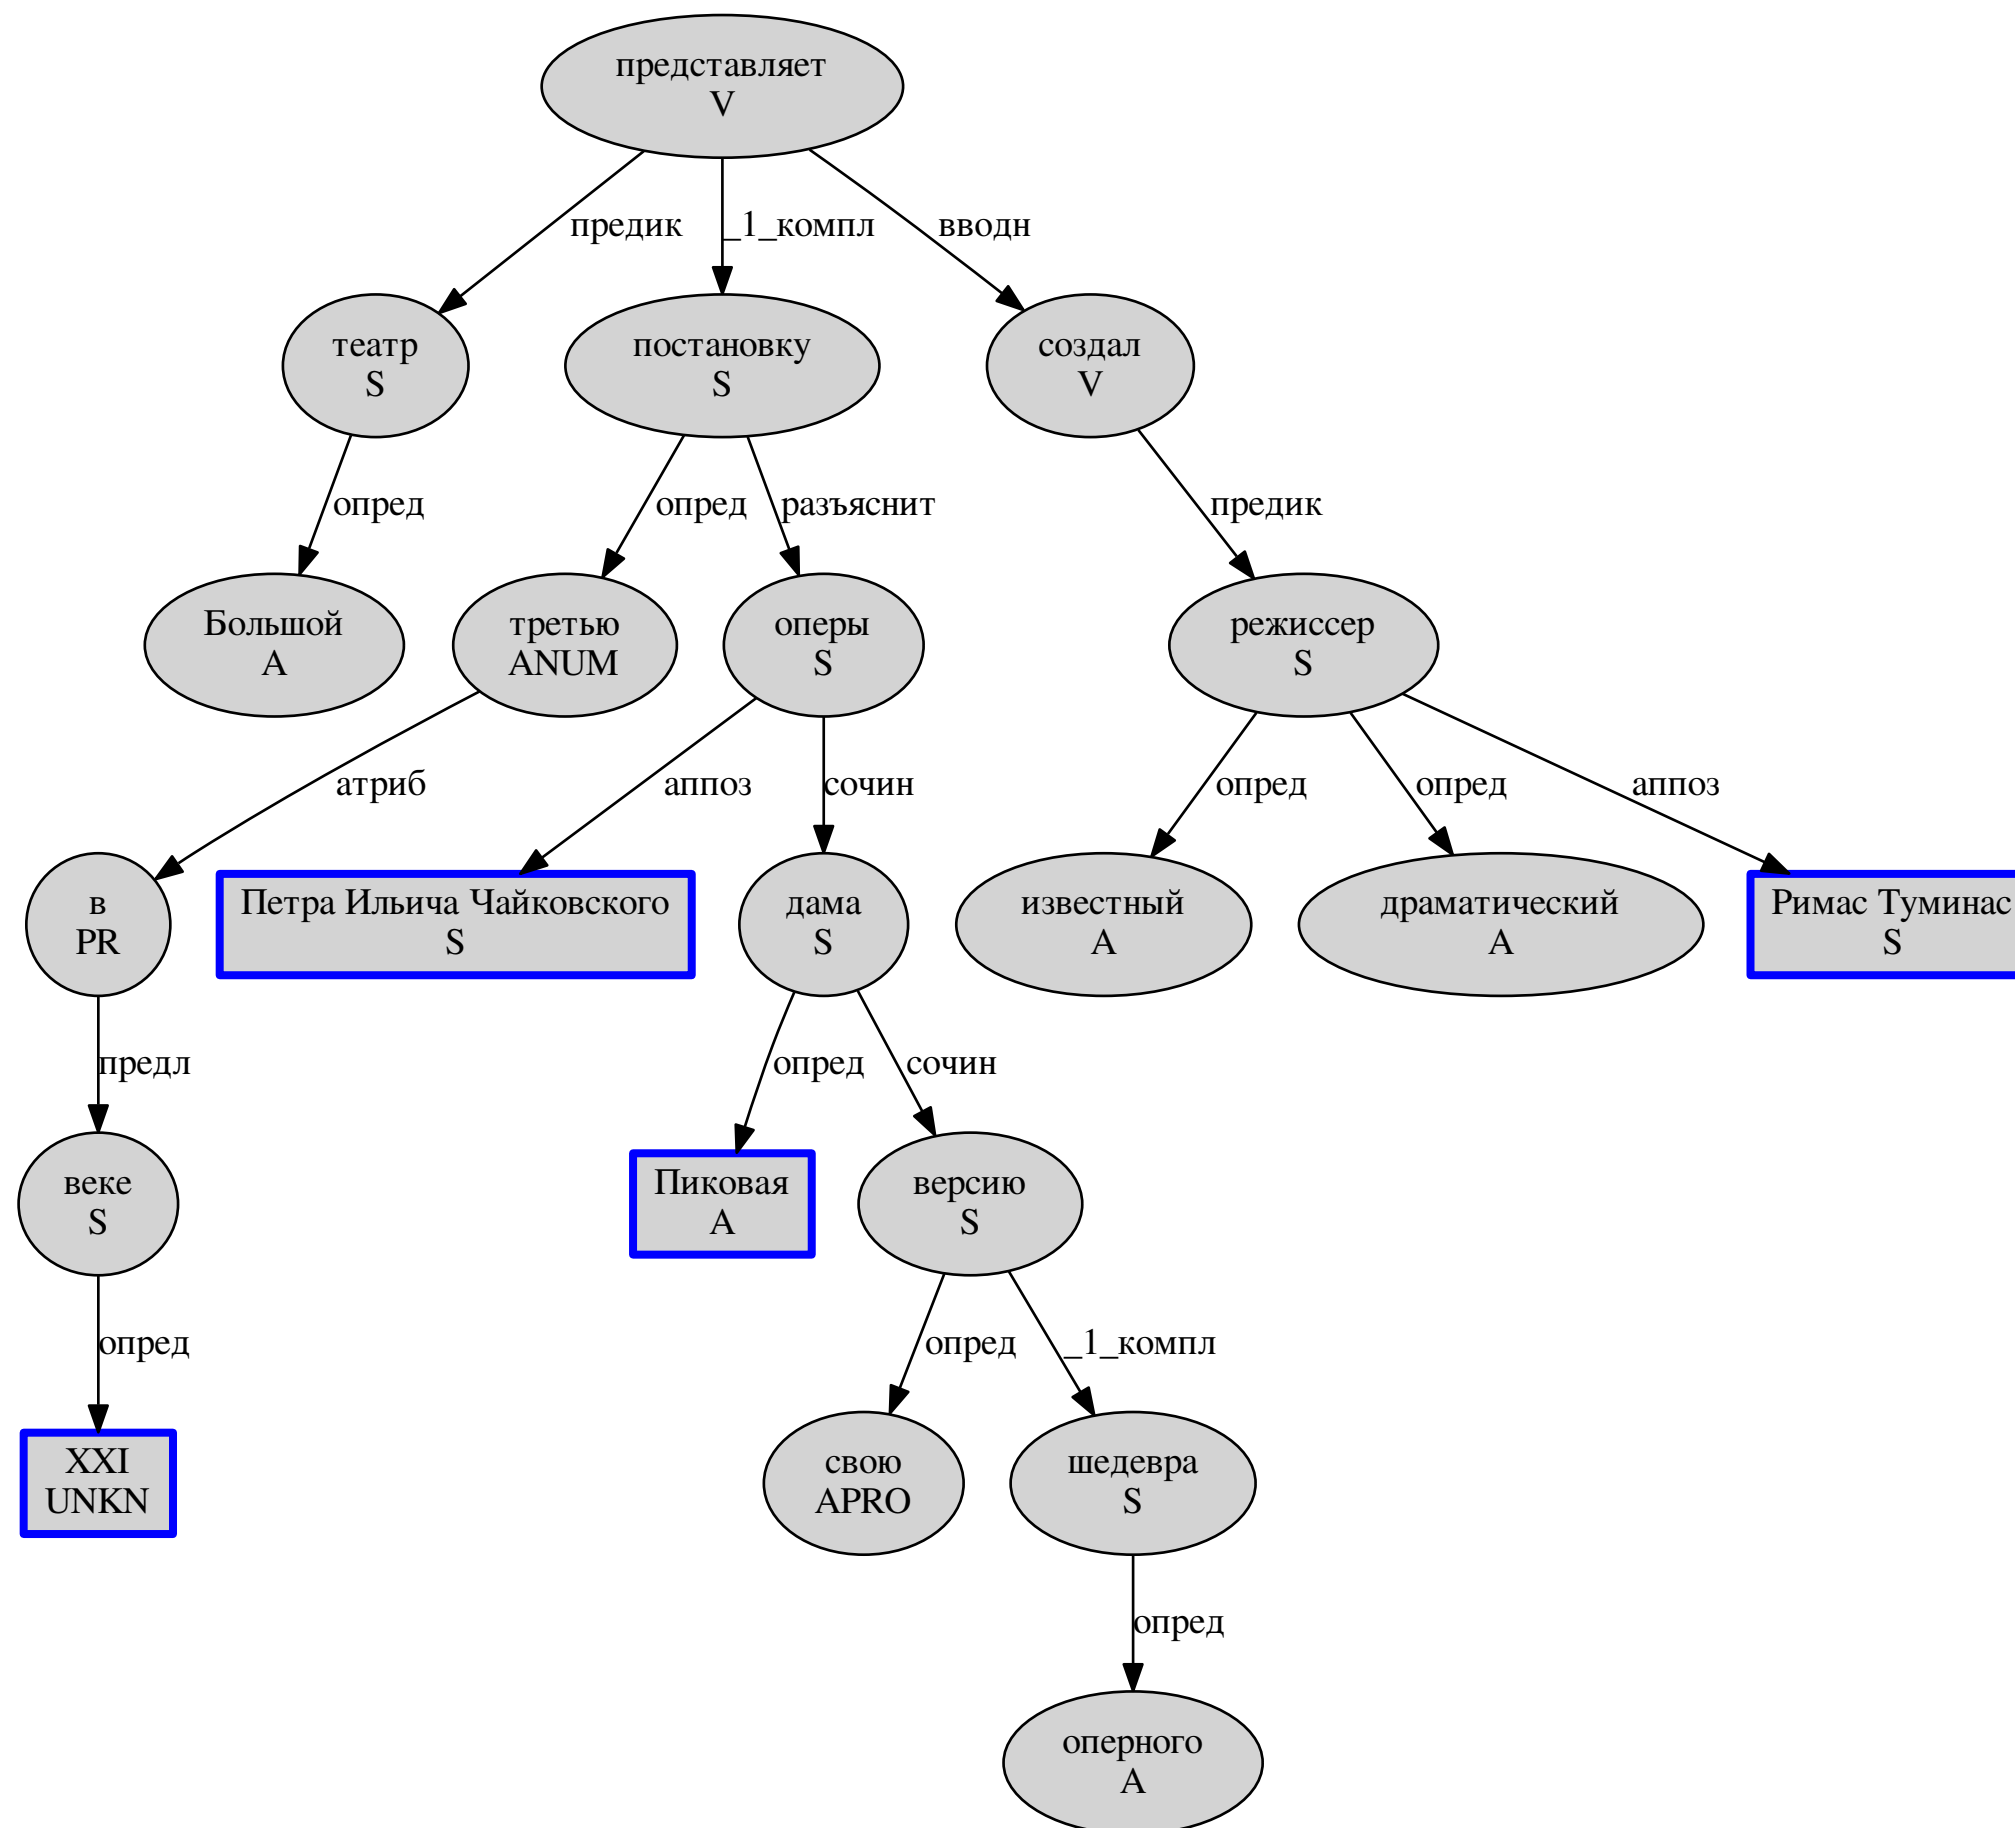 представляет
V
предик
_1_компл
вводн
театр
S
постановку
S
создал
V
опред
опред
разъяснит
предик
Большой
A
третью
ANUM
оперы
S
режиссер
S
атриб
аппоз
сочин
опред
опред
аппоз
в
PR
Петра Ильича Чайковского
S
дама
S
известный
A
драматический
A
Римас Туминас
S
предл
опред
сочин
веке
S
Пиковая
A
версию
S
опред
опред
_1_компл
XXI
UNKN
свою
APRO
шедевра
S
опред
оперного
A